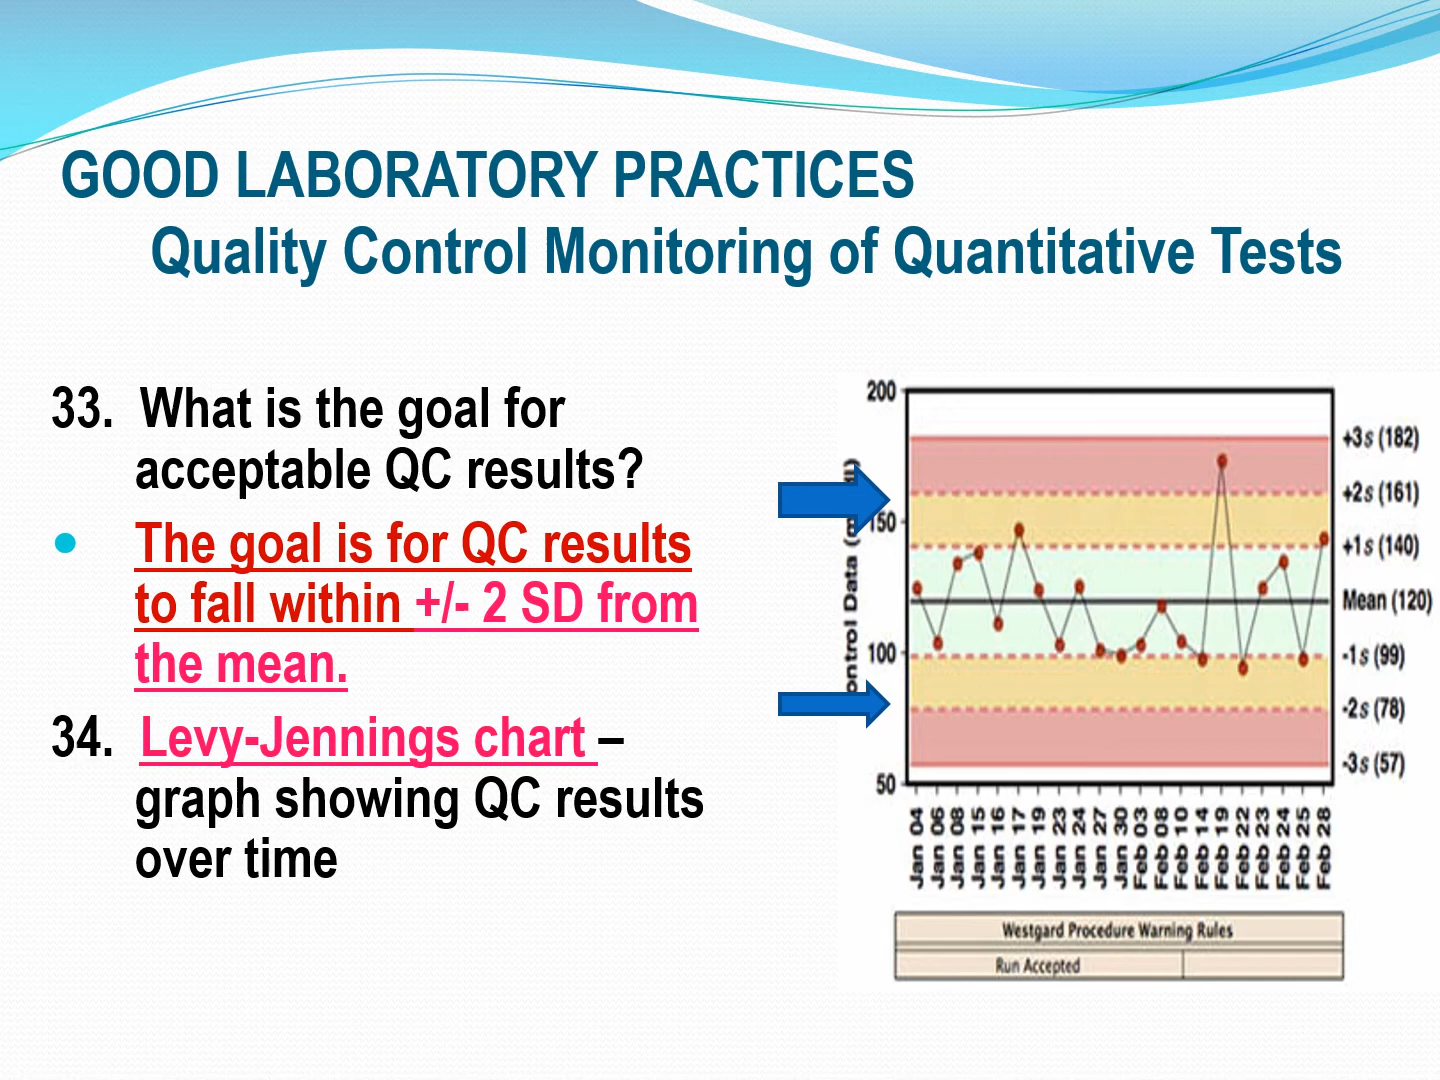 GOOD LABORATORY PRACTICES
Quality Control Monitoring of Quantitative Tests
33. What is the goal for
acceptable QC results?
• The goal is for QC results
to fall within +/- 2 SD from
the mean.
34. Levy-Jennings chart –
graph showing QC results
over time
200
150
100
50
Data
+3s (182)
+2s (161)
+1s (140)
Mean (120)
-1s (99)
-2s (78)
-3s (57)
Jan 04
Jan 06
Jan 08
Jan 15
Jan 16
Jan 17
Jan 19
Jan 23
Jan 24
Jan 27
Jan 30
Feb 03
Feb 08
Feb 10
Feb 14
Feb 19
Feb 22
Feb 23
Feb 24
Feb 25
Feb 28
Westgard Procedure Warning Rules
Run Accepted